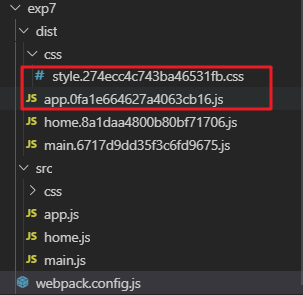 exp7
dist
css
# style.274ecc4c743ba46531fb.css
JS app.0fa1e664627a4063cb16.js
JS home.8a1daa4800b80bf71706.js
JS main.6717d9dd35f3c6fd9675.js
src
css
JS app.js
JS home.js
JS main.js
webpack.config.js